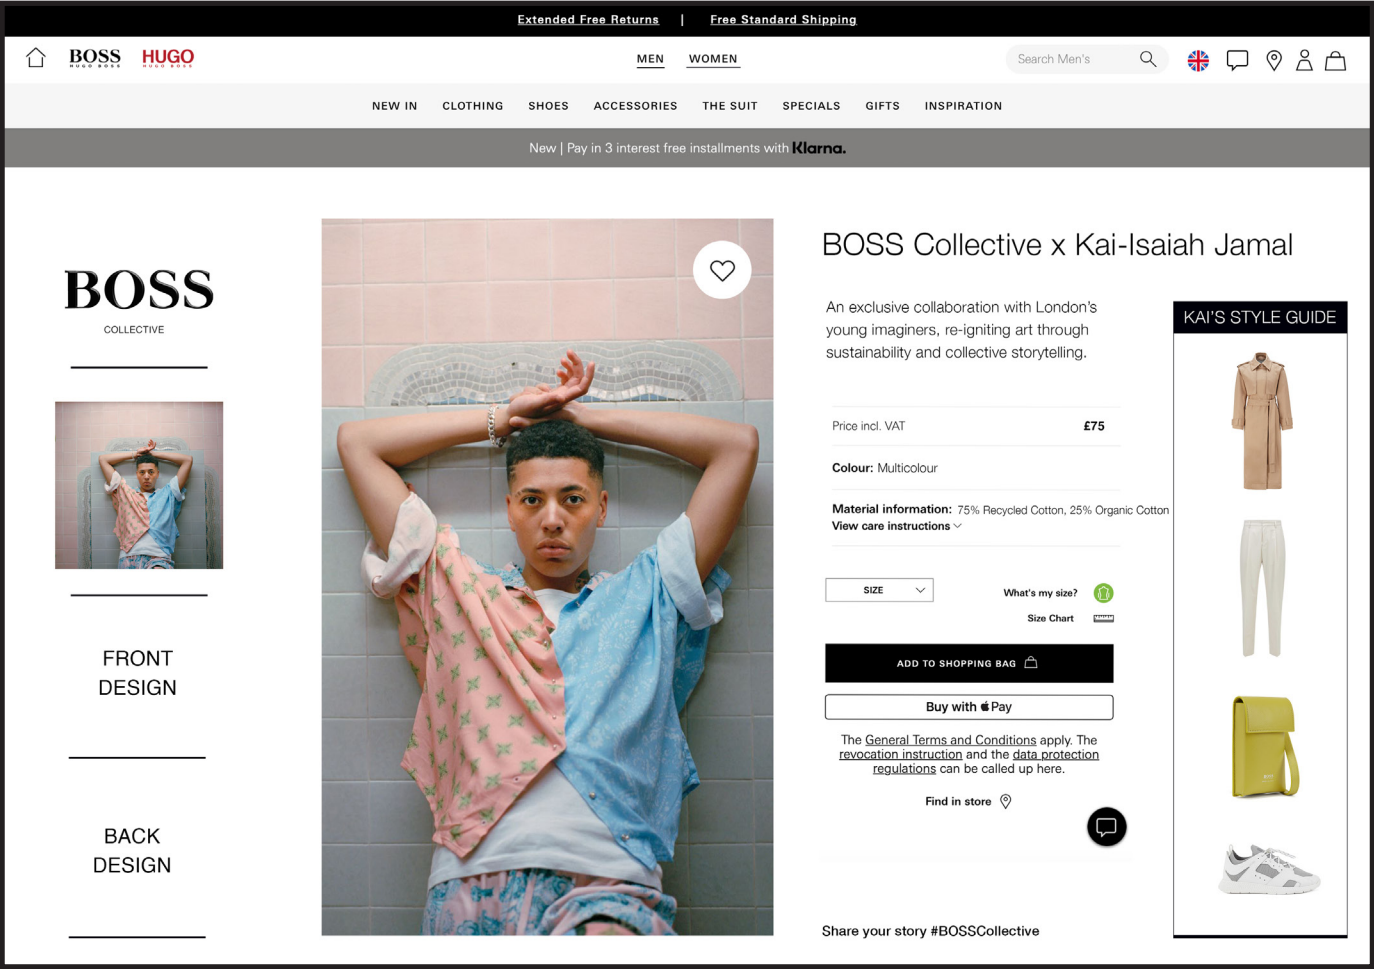 Extended Free Returns | Free Standard Shipping
BOSS
HUGO BOSS
HUGO
HUGO BOSS
MEN WOMEN
Search Men's
NEW IN CLOTHING SHOES ACCESSORIES THE SUIT SPECIALS GIFTS INSPIRATION
New | Pay in 3 interest free installments with Klarna.
BOSS
COLLECTIVE
FRONT
DESIGN
BACK
DESIGN
BOSS Collective x Kai-Isaiah Jamal
An exclusive collaboration with London's
young imaginers, re-igniting art through
sustainability and collective storytelling.
Price incl. VAT £75
Colour: Multicolour
Material information: 75% Recycled Cotton, 25% Organic Cotton
View care instructions
SIZE
What's my size?
Size Chart
ADD TO SHOPPING BAG
Buy with Pay
The General Terms and Conditions apply. The
revocation instruction and the data protection
regulations can be called up here.
Find in store
Share your story #BOSSCollective
KAI'S STYLE GUIDE
BOSS